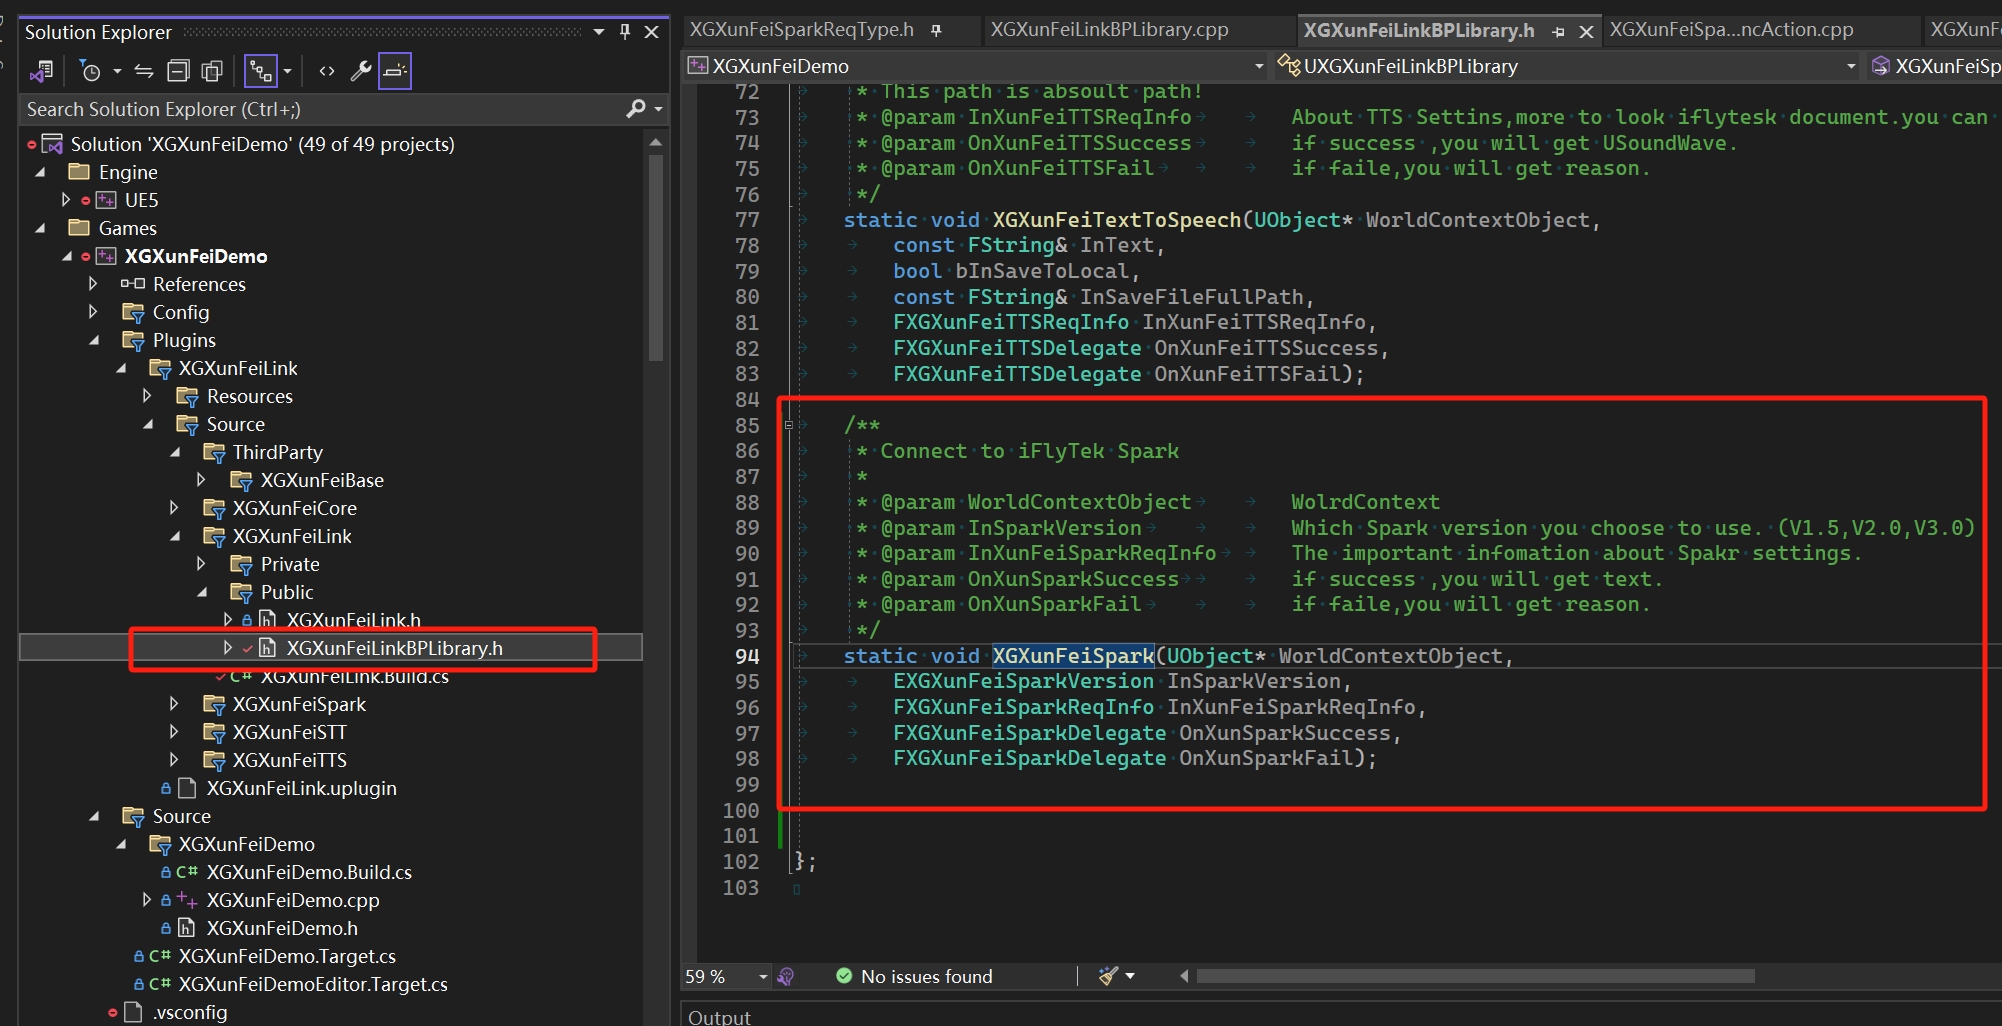 Solution Explorer
Search Solution Explorer (Ctrl+;)
Solution 'XGXunFeiDemo' (49 of 49 projects)
Engine
UE5
Games
XGXunFeiDemo
References
Config
Plugins
XGXunFeiLink
Resources
Source
ThirdParty
XGXunFeiBase
XGXunFeiCore
XGXunFeiLink
Private
Public
XGXunFeiLink.h
XGXunFeiLinkBPLibrary.h
XGXunFeiLink.Build.cs
XGXunFeiSpark
XGXunFeiSTT
XGXunFeiTTS
XGXunFeiLink.uplugin
Source
XGXunFeiDemo
XGXunFeiDemo.Build.cs
XGXunFeiDemo.cpp
XGXunFeiDemo.h
XGXunFeiDemo.Target.cs
XGXunFeiDemoEditor.Target.cs
.vsconfig
XGXunFeiSparkReqType.h XGXunFeiLinkBPLibrary.cpp XGXunFeiLinkBPLibrary.h XGXunFeiSpa...ncAction.cpp XGXunF
XGXunFeiDemo UXGXunFeiLinkBPLibrary XGXunFeiSp
72 * This path is absoult path!
73 * @param InXunFeiTTSReqInfo About TTS Settins,more to look iflytesk document.you can
74 * @param OnXunFeiTTSSuccess if success ,you will get USoundWave.
75 * @param OnXunFeiTTSFail if faile,you will get reason.
76 */
77 static void XGXunFeiTextToSpeech(UObject* WorldContextObject,
78 const FString& InText,
79 bool bInSaveToLocal,
80 const FString& InSaveFileFullPath,
81 FXGXunFeiTTSReqInfo InXunFeiTTSReqInfo,
82 FXGXunFeiTTSDelegate OnXunFeiTTSSuccess,
83 FXGXunFeiTTSDelegate OnXunFeiTTSFail);
84
85 /**
86 * Connect to iFlyTek Spark
87 *
88 * @param WorldContextObject WolrdContext
89 * @param InSparkVersion Which Spark version you choose to use. (V1.5,V2.0,V3.0)
90 * @param InXunFeiSparkReqInfo The important infomation about Spakr settings.
91 * @param OnXunSparkSuccess if success ,you will get text.
92 * @param OnXunSparkFail if faile,you will get reason.
93 */
94 static void XGXunFeiSpark(UObject* WorldContextObject,
95 EXGXunFeiSparkVersion InSparkVersion,
96 FXGXunFeiSparkReqInfo InXunFeiSparkReqInfo,
97 FXGXunFeiSparkDelegate OnXunSparkSuccess,
98 FXGXunFeiSparkDelegate OnXunSparkFail);
99
100
101
102 };
103
59 % No issues found
Output